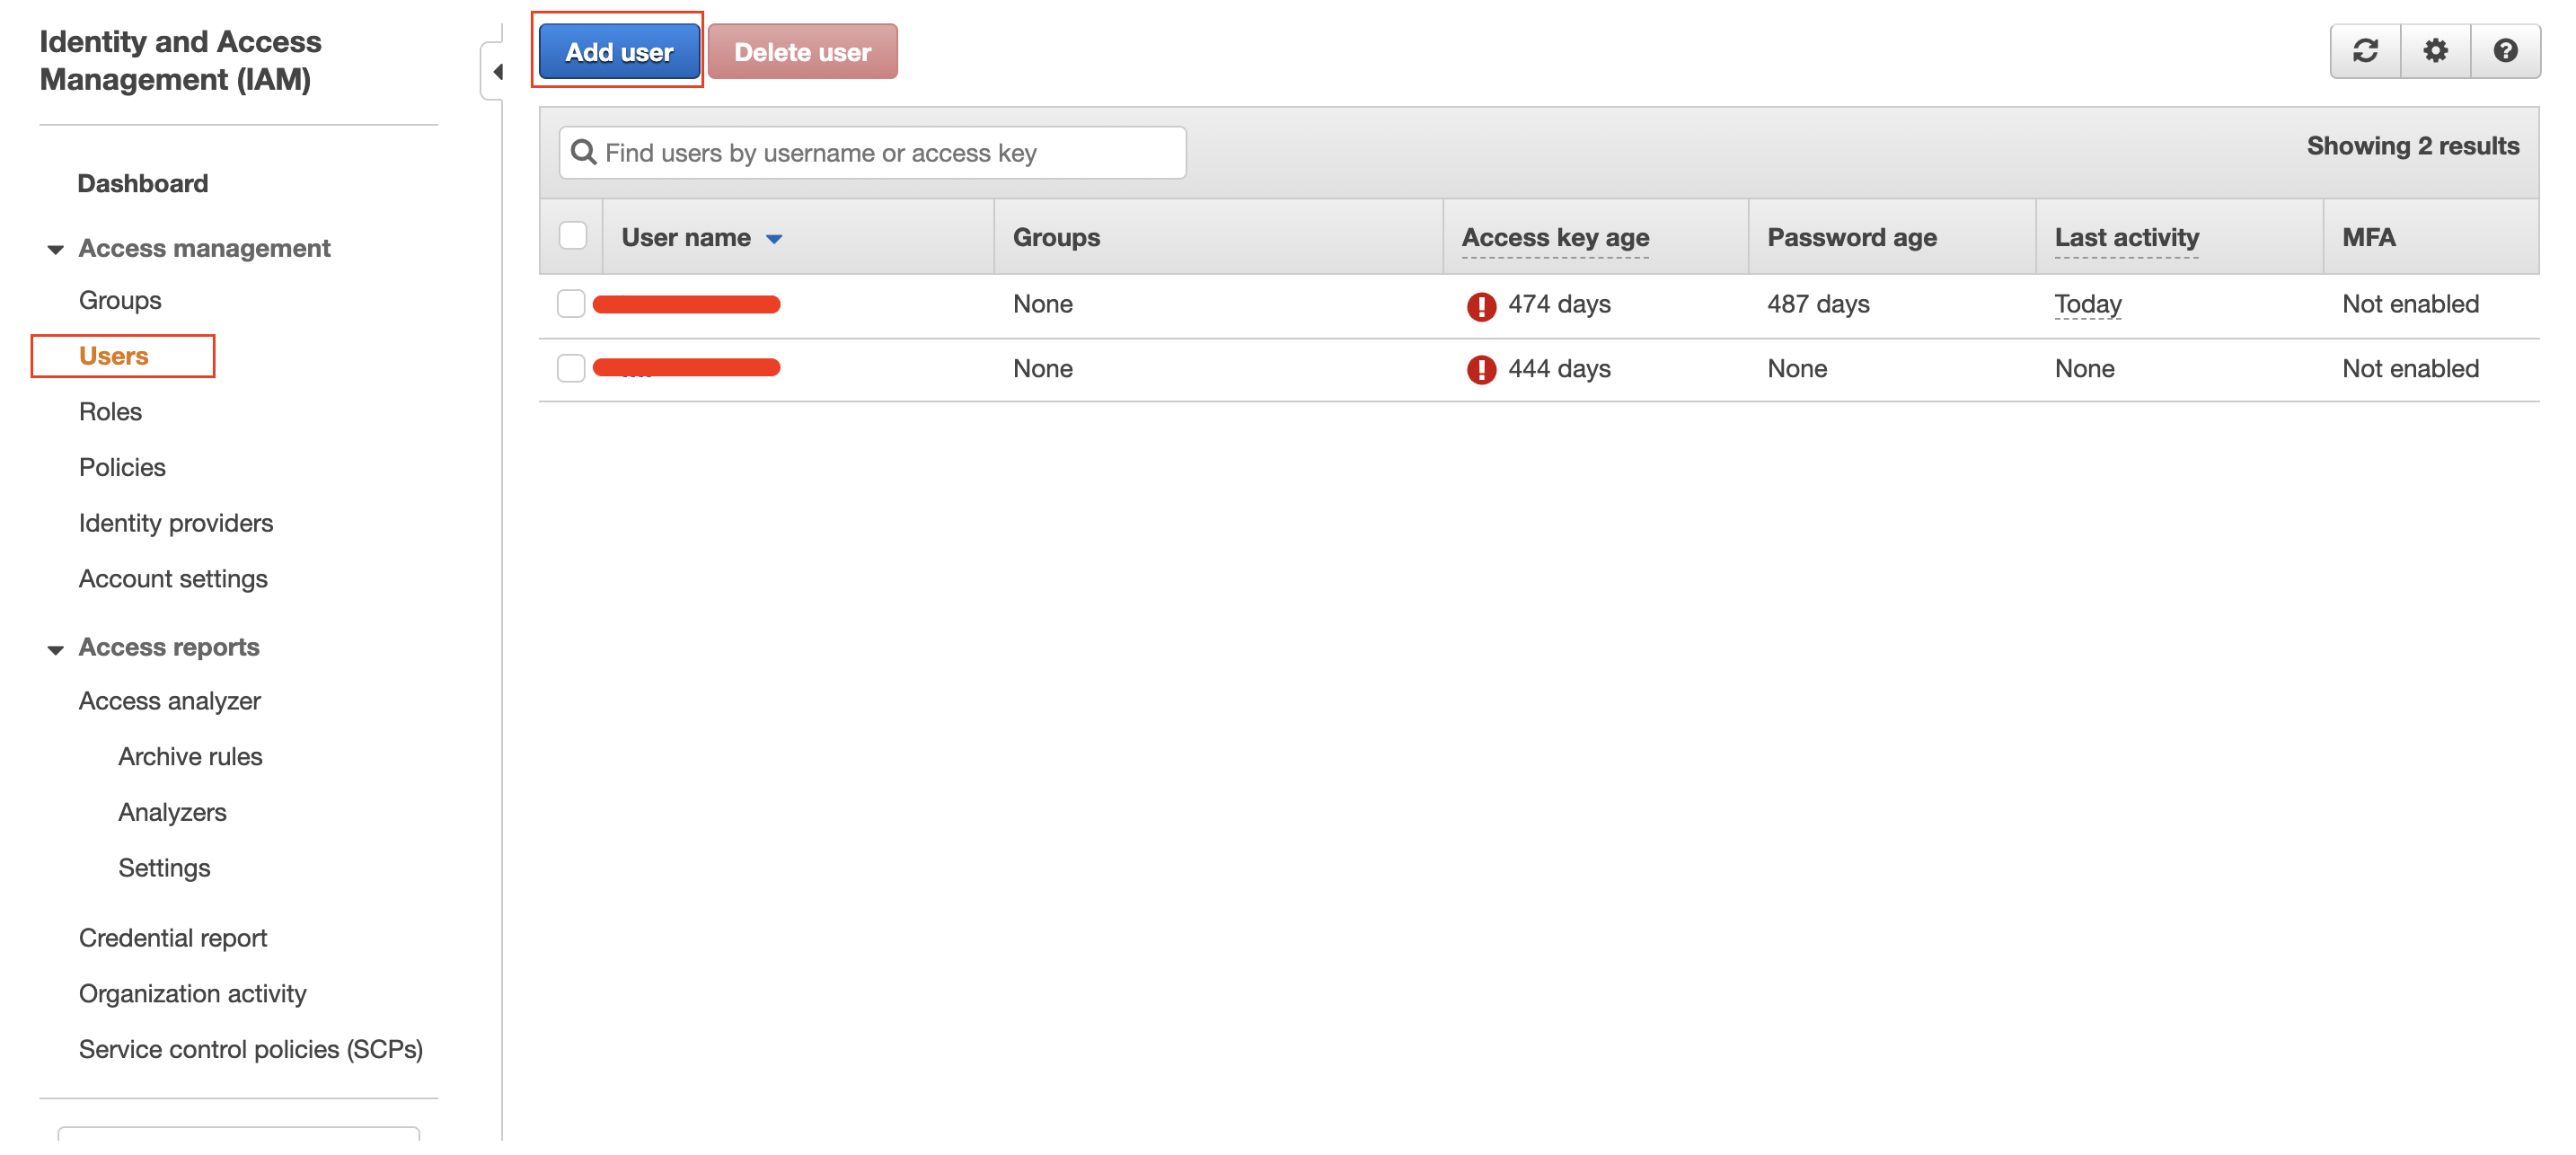 Identity and Access
Management (IAM)
Dashboard
Access management
Groups
Users
Roles
Policies
Identity providers
Account settings
Access reports
Access analyzer
Archive rules
Analyzers
Settings
Credential report
Organization activity
Service control policies (SCPs)
Add user Delete user
Find users by username or access key
Showing 2 results
User name Groups Access key age Password age Last activity MFA
None 474 days 487 days Today Not enabled
None 444 days None None Not enabled